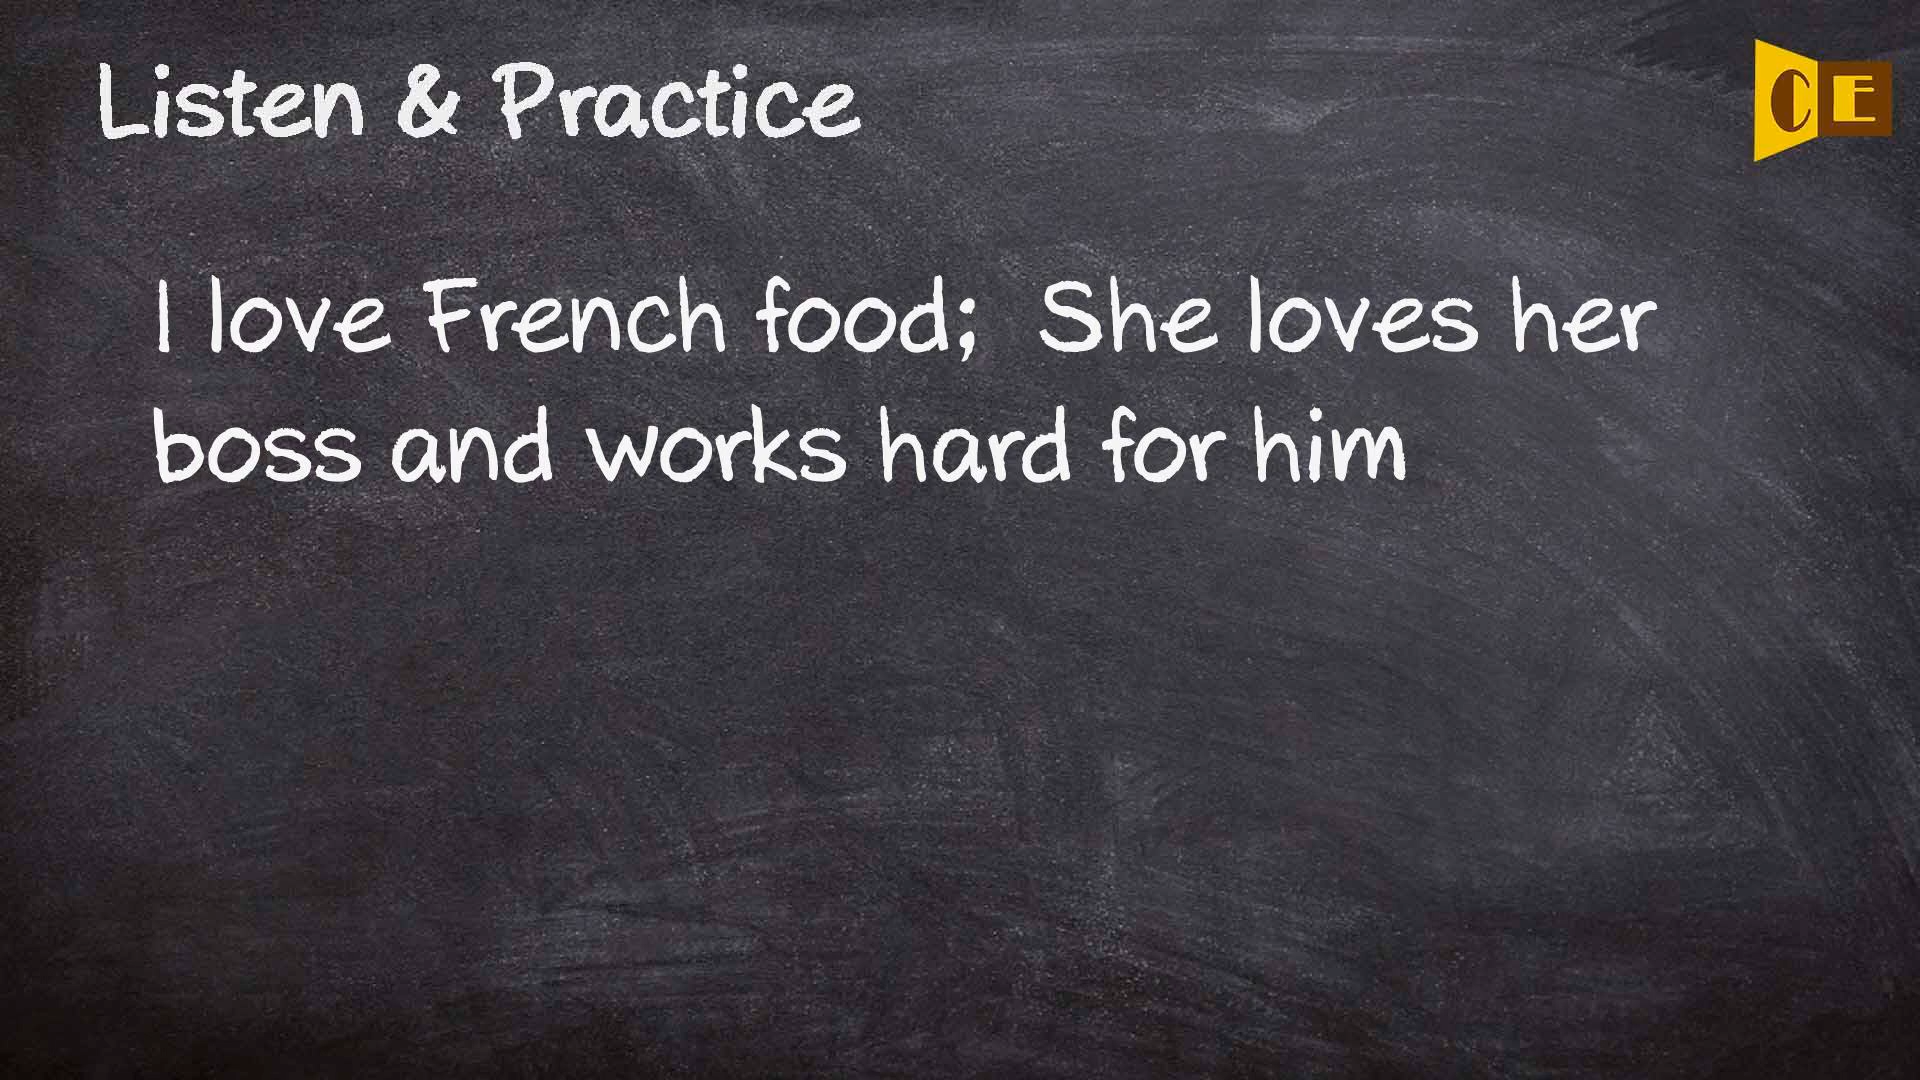 Listen & Practice
CE
I love French food;  She loves her
boss and works hard for him